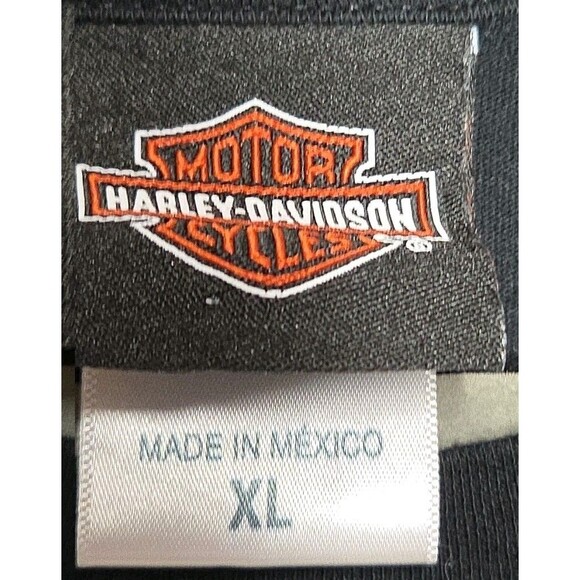 MOTOR
HARLEY-DAVIDSON
CYCLES
®
MADE IN MÉXICO
XL